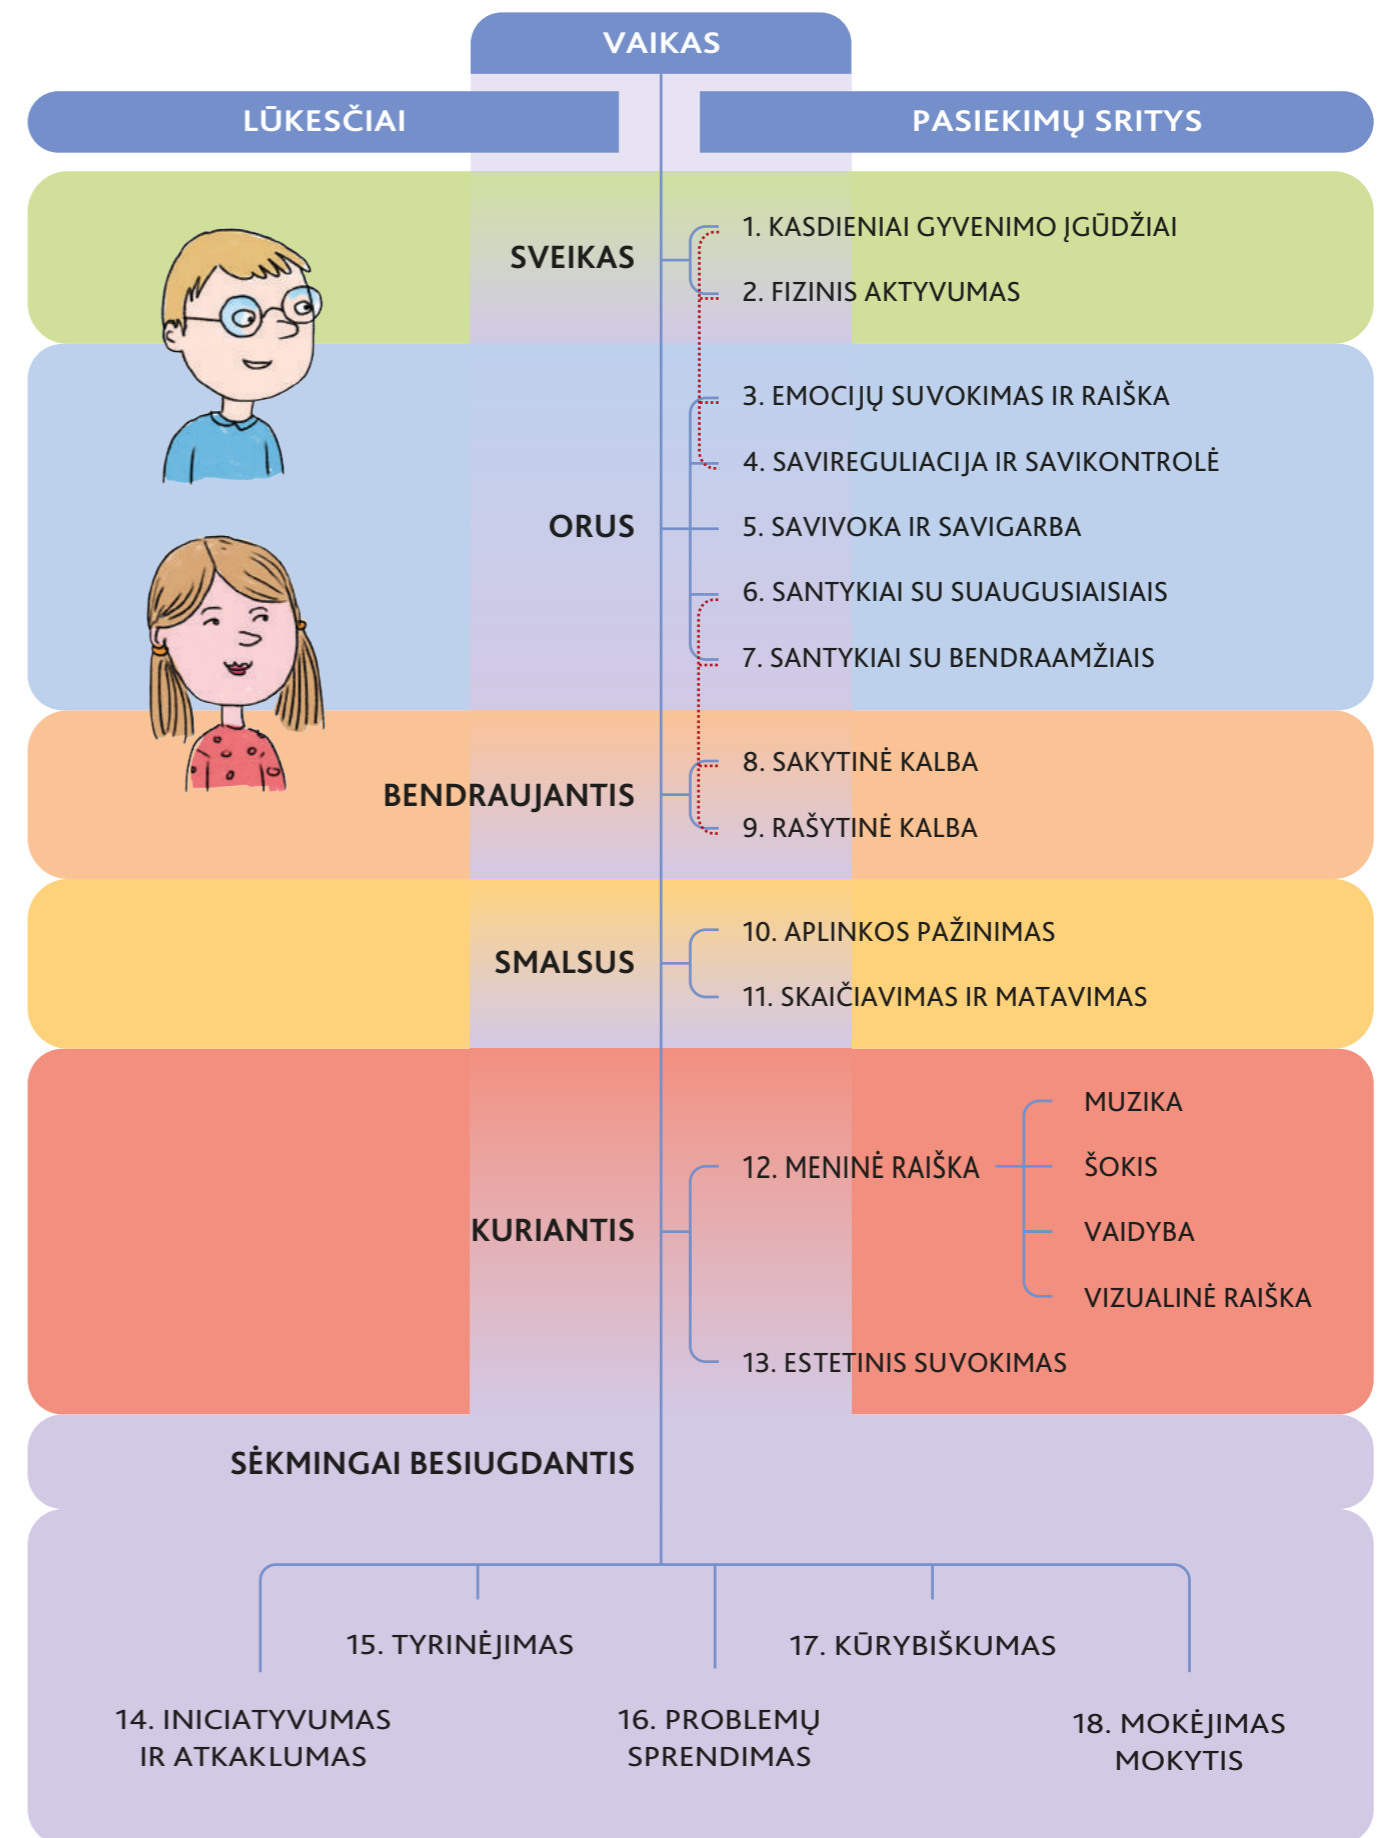 VAIKAS
LŪKESČIAI
PASIEKIMŲ SRITYS
SVEIKAS
1. KASDIENIAI GYVENIMO ĮGŪDŽIAI
2. FIZINIS AKTYVUMAS
ORUS
3. EMOCIJŲ SUVOKIMAS IR RAIŠKA
4. SAVIREGULIACIJA IR SAVIKONTROLĖ
5. SAVIVOKA IR SAVIGARBA
6. SANTYKIAI SU SUAUGUSIAISIAIS
7. SANTYKIAI SU BENDRAAMŽIAIS
BENDRAUJANTIS
8. SAKYTINĖ KALBA
9. RAŠYTINĖ KALBA
SMALSUS
10. APLINKOS PAŽINIMAS
11. SKAIČIAVIMAS IR MATAVIMAS
KURIANTIS
12. MENINĖ RAIŠKA
MUZIKA
ŠOKIS
VAIDYBA
VIZUALINĖ RAIŠKA
13. ESTETINIS SUVOKIMAS
SĖKMINGAI BESIUGDANTIS
14. INICIATYVUMAS
IR ATKAKLUMAS
15. TYRINĖJIMAS
16. PROBLEMŲ
SPRENDIMAS
17. KŪRYBIŠKUMAS
18. MOKĖJIMAS
MOKYTIS